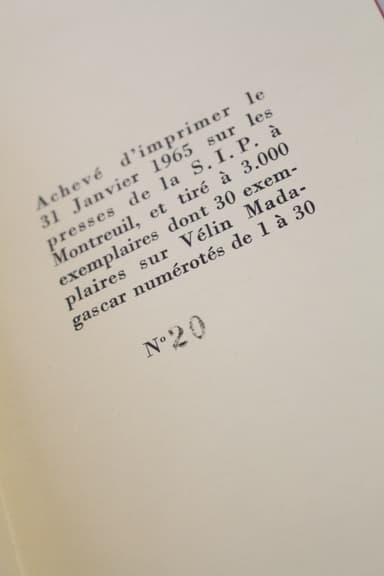 Achevé d'imprimer le
31 Janvier 1965 sur les
presses de la S.I.P. à
Montreuil, et tiré à 3.000
exemplaires dont 30 exem-
plaires sur Vélin Mada-
gascar numérotés de 1 à 30
N° 20